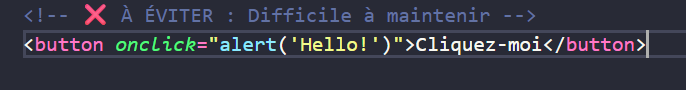 <!-- ❌ À ÉVITER : Difficile à maintenir -->
<button onclick="alert('Hello!')">Cliquez-moi</button>